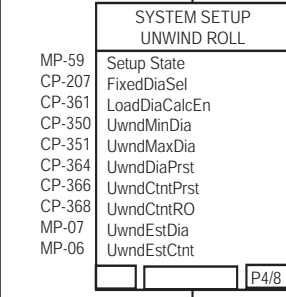 SYSTEM SETUP
UNWIND ROLL
MP-59 Setup State
CP-207 FixedDiaSel
CP-361 LoadDiaCalcEn
CP-350 UwndMinDia
CP-351 UwndMaxDia
CP-364 UwndDiaPrst
CP-366 UwndCtntPrst
CP-368 UwndCtntRO
MP-07 UwndEstDia
MP-06 UwndEstCtnt
P4/8